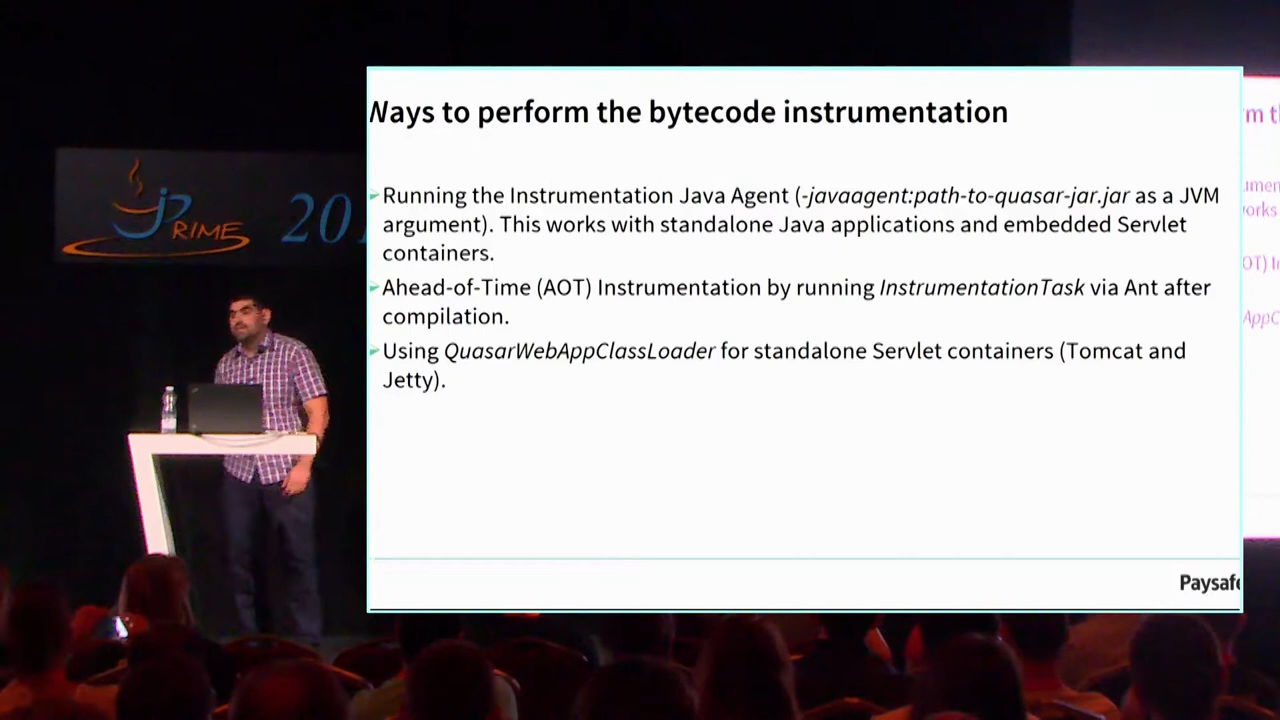 Ways to perform the bytecode instrumentation
Running the Instrumentation Java Agent (-javaagent:path-to-quasar-jar.jar as a JVM
argument). This works with standalone Java applications and embedded Servlet
containers.
Ahead-of-Time (AOT) Instrumentation by running InstrumentationTask via Ant after
compilation.
Using QuasarWebAppClassLoader for standalone Servlet containers (Tomcat and
Jetty).
Paysafe
jPRIME 201